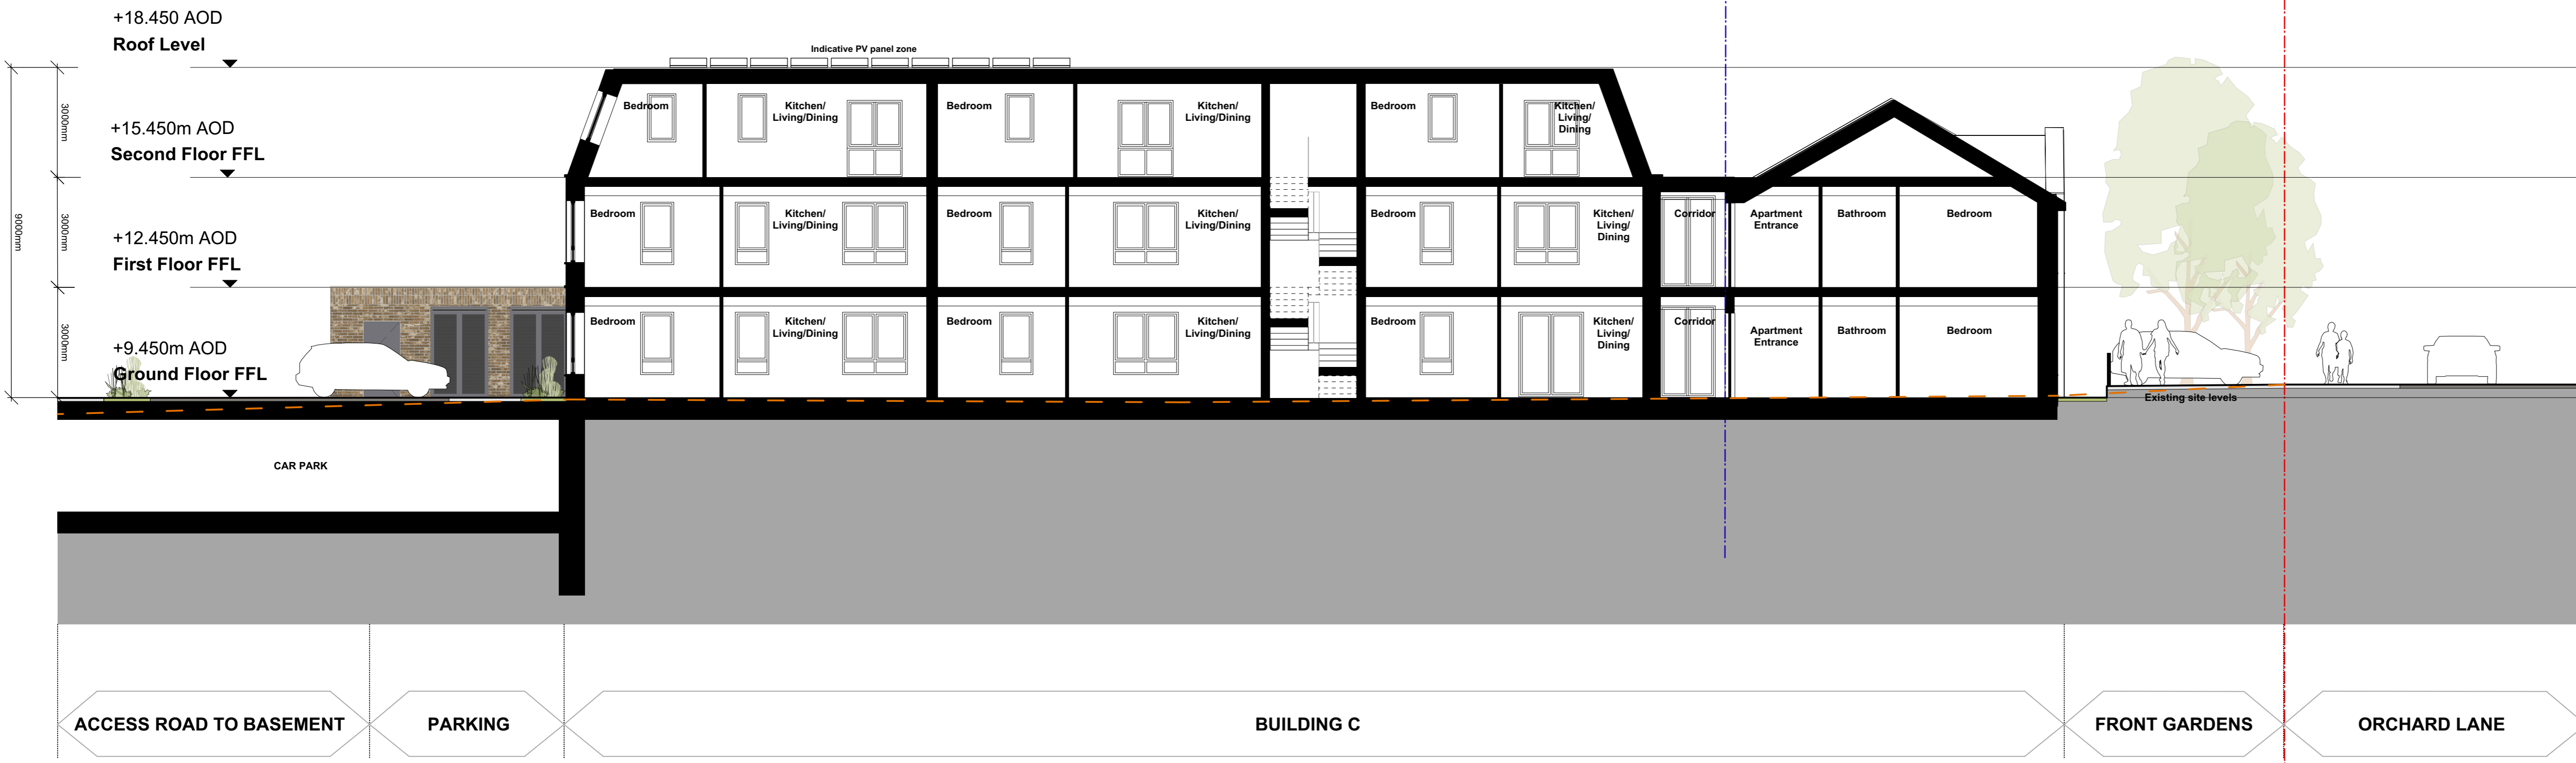 +18.450 AOD
Roof Level
Indicative PV panel zone
3000mm
Bedroom
Kitchen/
Living/Dining
Bedroom
Kitchen/
Living/Dining
Bedroom
Kitchen/
Living/
Dining
+15.450m AOD
Second Floor FFL
9000mm
3000mm
Bedroom
Kitchen/
Living/Dining
Bedroom
Kitchen/
Living/Dining
Bedroom
Kitchen/
Living/
Dining
Corridor
Apartment
Entrance
Bathroom
Bedroom
+12.450m AOD
First Floor FFL
3000mm
Bedroom
Kitchen/
Living/Dining
Bedroom
Kitchen/
Living/Dining
Bedroom
Kitchen/
Living/
Dining
Corridor
Apartment
Entrance
Bathroom
Bedroom
+9.450m AOD
Ground Floor FFL
Existing site levels
CAR PARK
ACCESS ROAD TO BASEMENT
PARKING
BUILDING C
FRONT GARDENS
ORCHARD LANE